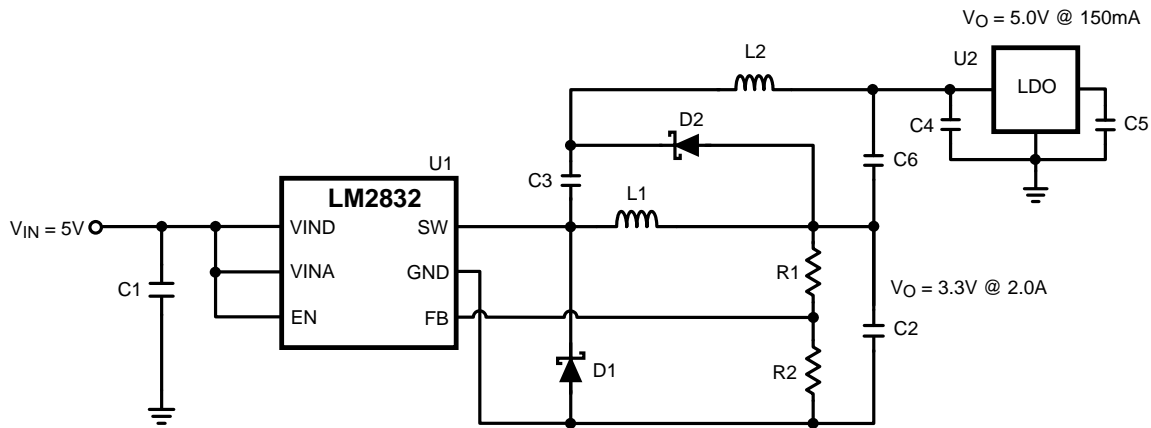 V_O = 5.0V @ 150mA
L2
U2
LDO
D2
C4
C5
U1
C3
C6
LM2832
L1
V_IN = 5V
VIND
SW
VINA
GND
R1
C1
V_O = 3.3V @ 2.0A
EN
FB
C2
D1
R2